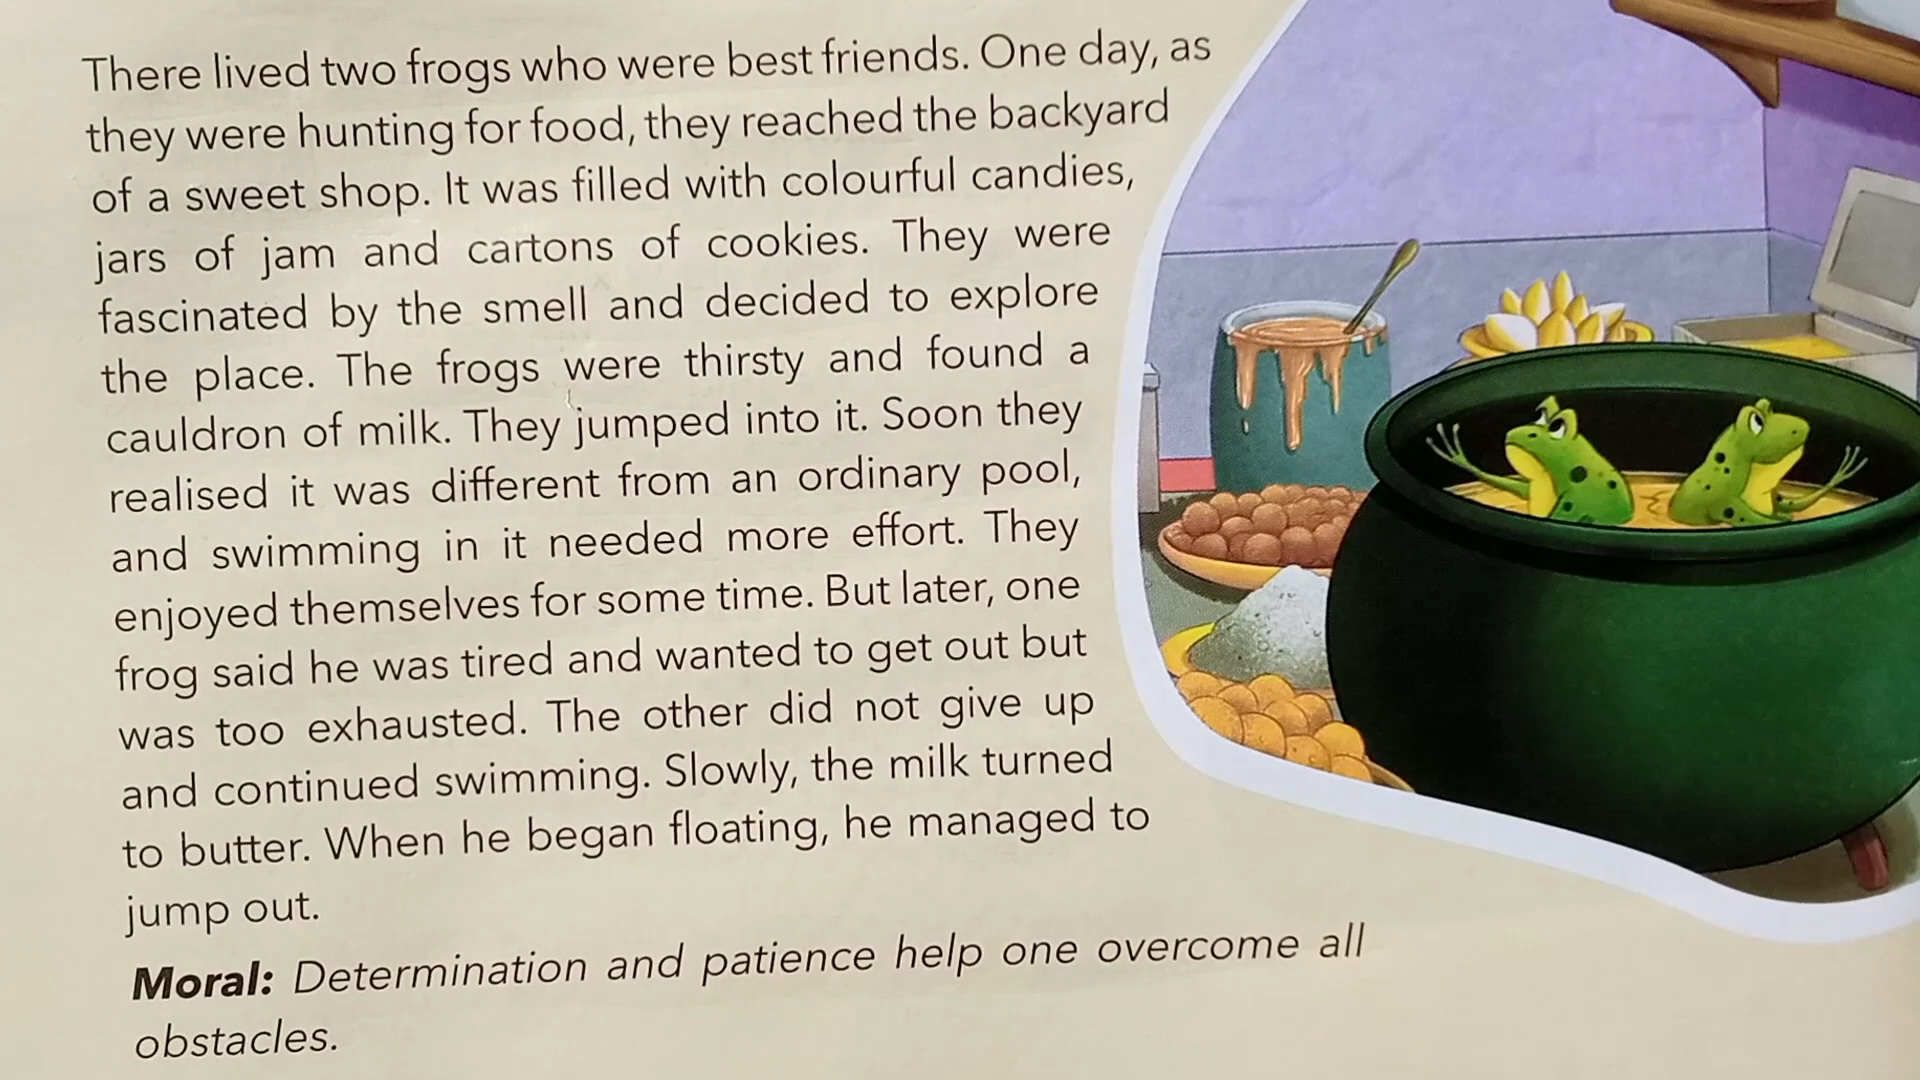 There lived two frogs who were best friends. One day, as
they were hunting for food, they reached the backyard
of a sweet shop. It was filled with colourful candies,
jars of jam and cartons of cookies. They were
fascinated by the smell and decided to explore
the place. The frogs were thirsty and found a
cauldron of milk. They jumped into it. Soon they
realised it was different from an ordinary pool,
and swimming in it needed more effort. They
enjoyed themselves for some time. But later, one
frog said he was tired and wanted to get out but
was too exhausted. The other did not give up
and continued swimming. Slowly, the milk turned
to butter. When he began floating, he managed to
jump out.
Moral: Determination and patience help one overcome all
obstacles.